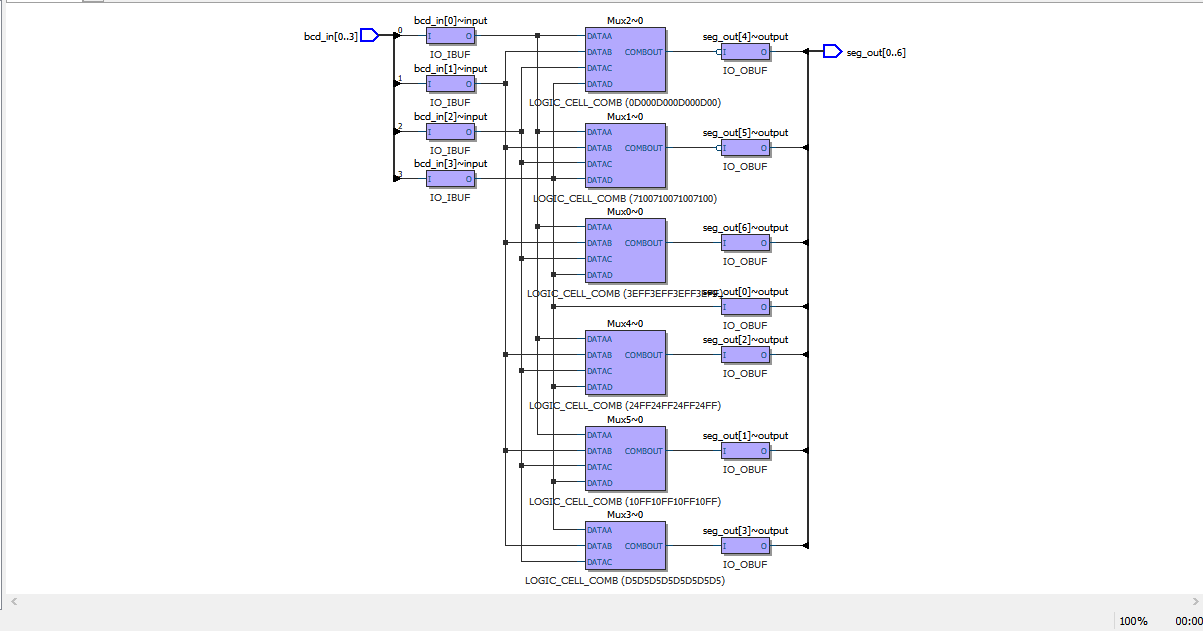 bcd_in[0..3]
0
bcd_in[0]~input
I O
IO_IBUF
1
bcd_in[1]~input
I O
IO_IBUF
2
bcd_in[2]~input
I O
IO_IBUF
3
bcd_in[3]~input
I O
IO_IBUF
Mux2~0
DATAA
DATAB COMBOUT
DATAC
DATAD
LOGIC_CELL_COMB (0D000D000D000D00)
seg_out[4]~output
I O
IO_OBUF
seg_out[0..6]
Mux1~0
DATAA
DATAB COMBOUT
DATAC
DATAD
LOGIC_CELL_COMB (7100710071007100)
seg_out[5]~output
I O
IO_OBUF
Mux0~0
DATAA
DATAB COMBOUT
DATAC
DATAD
LOGIC_CELL_COMB
seg_out[6]~output
I O
IO_OBUF
seg_out[0]~output
I O
IO_OBUF
Mux4~0
DATAA
DATAB COMBOUT
DATAC
DATAD
LOGIC_CELL_COMB (24FF24FF24FF24FF)
seg_out[2]~output
I O
IO_OBUF
Mux5~0
DATAA
DATAB COMBOUT
DATAC
DATAD
LOGIC_CELL_COMB (10FF10FF10FF10FF)
seg_out[1]~output
I O
IO_OBUF
Mux3~0
DATAA
DATAB COMBOUT
DATAC
LOGIC_CELL_COMB (D5D5D5D5D5D5D5D5)
seg_out[3]~output
I O
IO_OBUF
100% 00:00